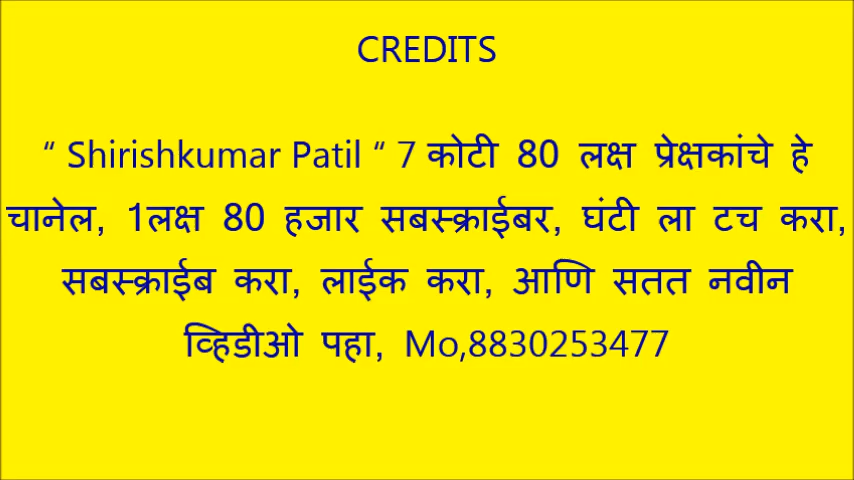 CREDITS
“ Shirishkumar Patil “ 7 कोटी 80 लक्ष प्रेक्षकांचे हे
चानेल, 1लक्ष 80 हजार सबस्क्राईबर, घंटी ला टच करा,
सबस्क्राईब करा, लाईक करा, आणि सतत नवीन
व्हिडीओ पहा, Mo,8830253477